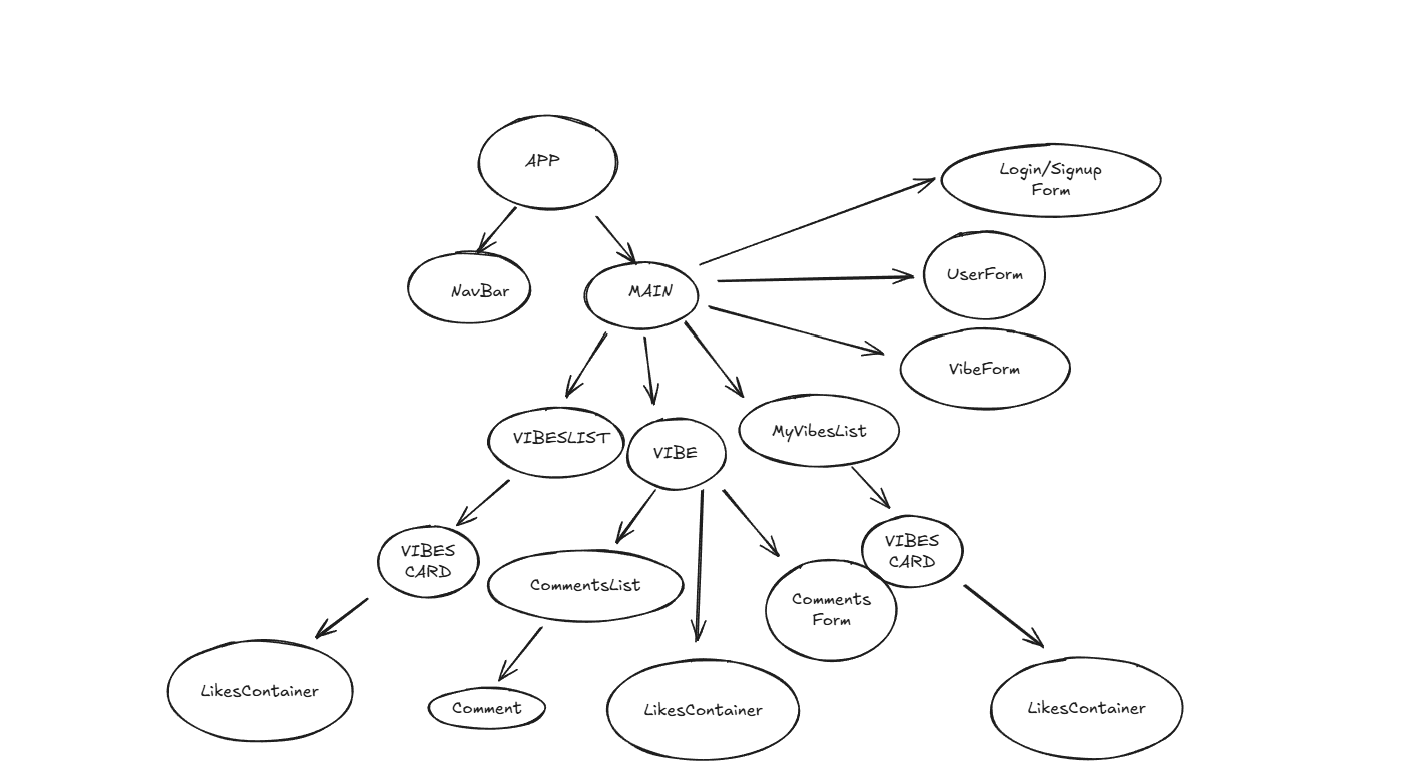 APP
Login/Signup
Form
NavBar
MAIN
UserForm
VibeForm
VIBESLIST
VIBE
MyVibesList
VIBES
CARD
CommentsList
Comments
Form
VIBES
CARD
LikesContainer
Comment
LikesContainer
LikesContainer